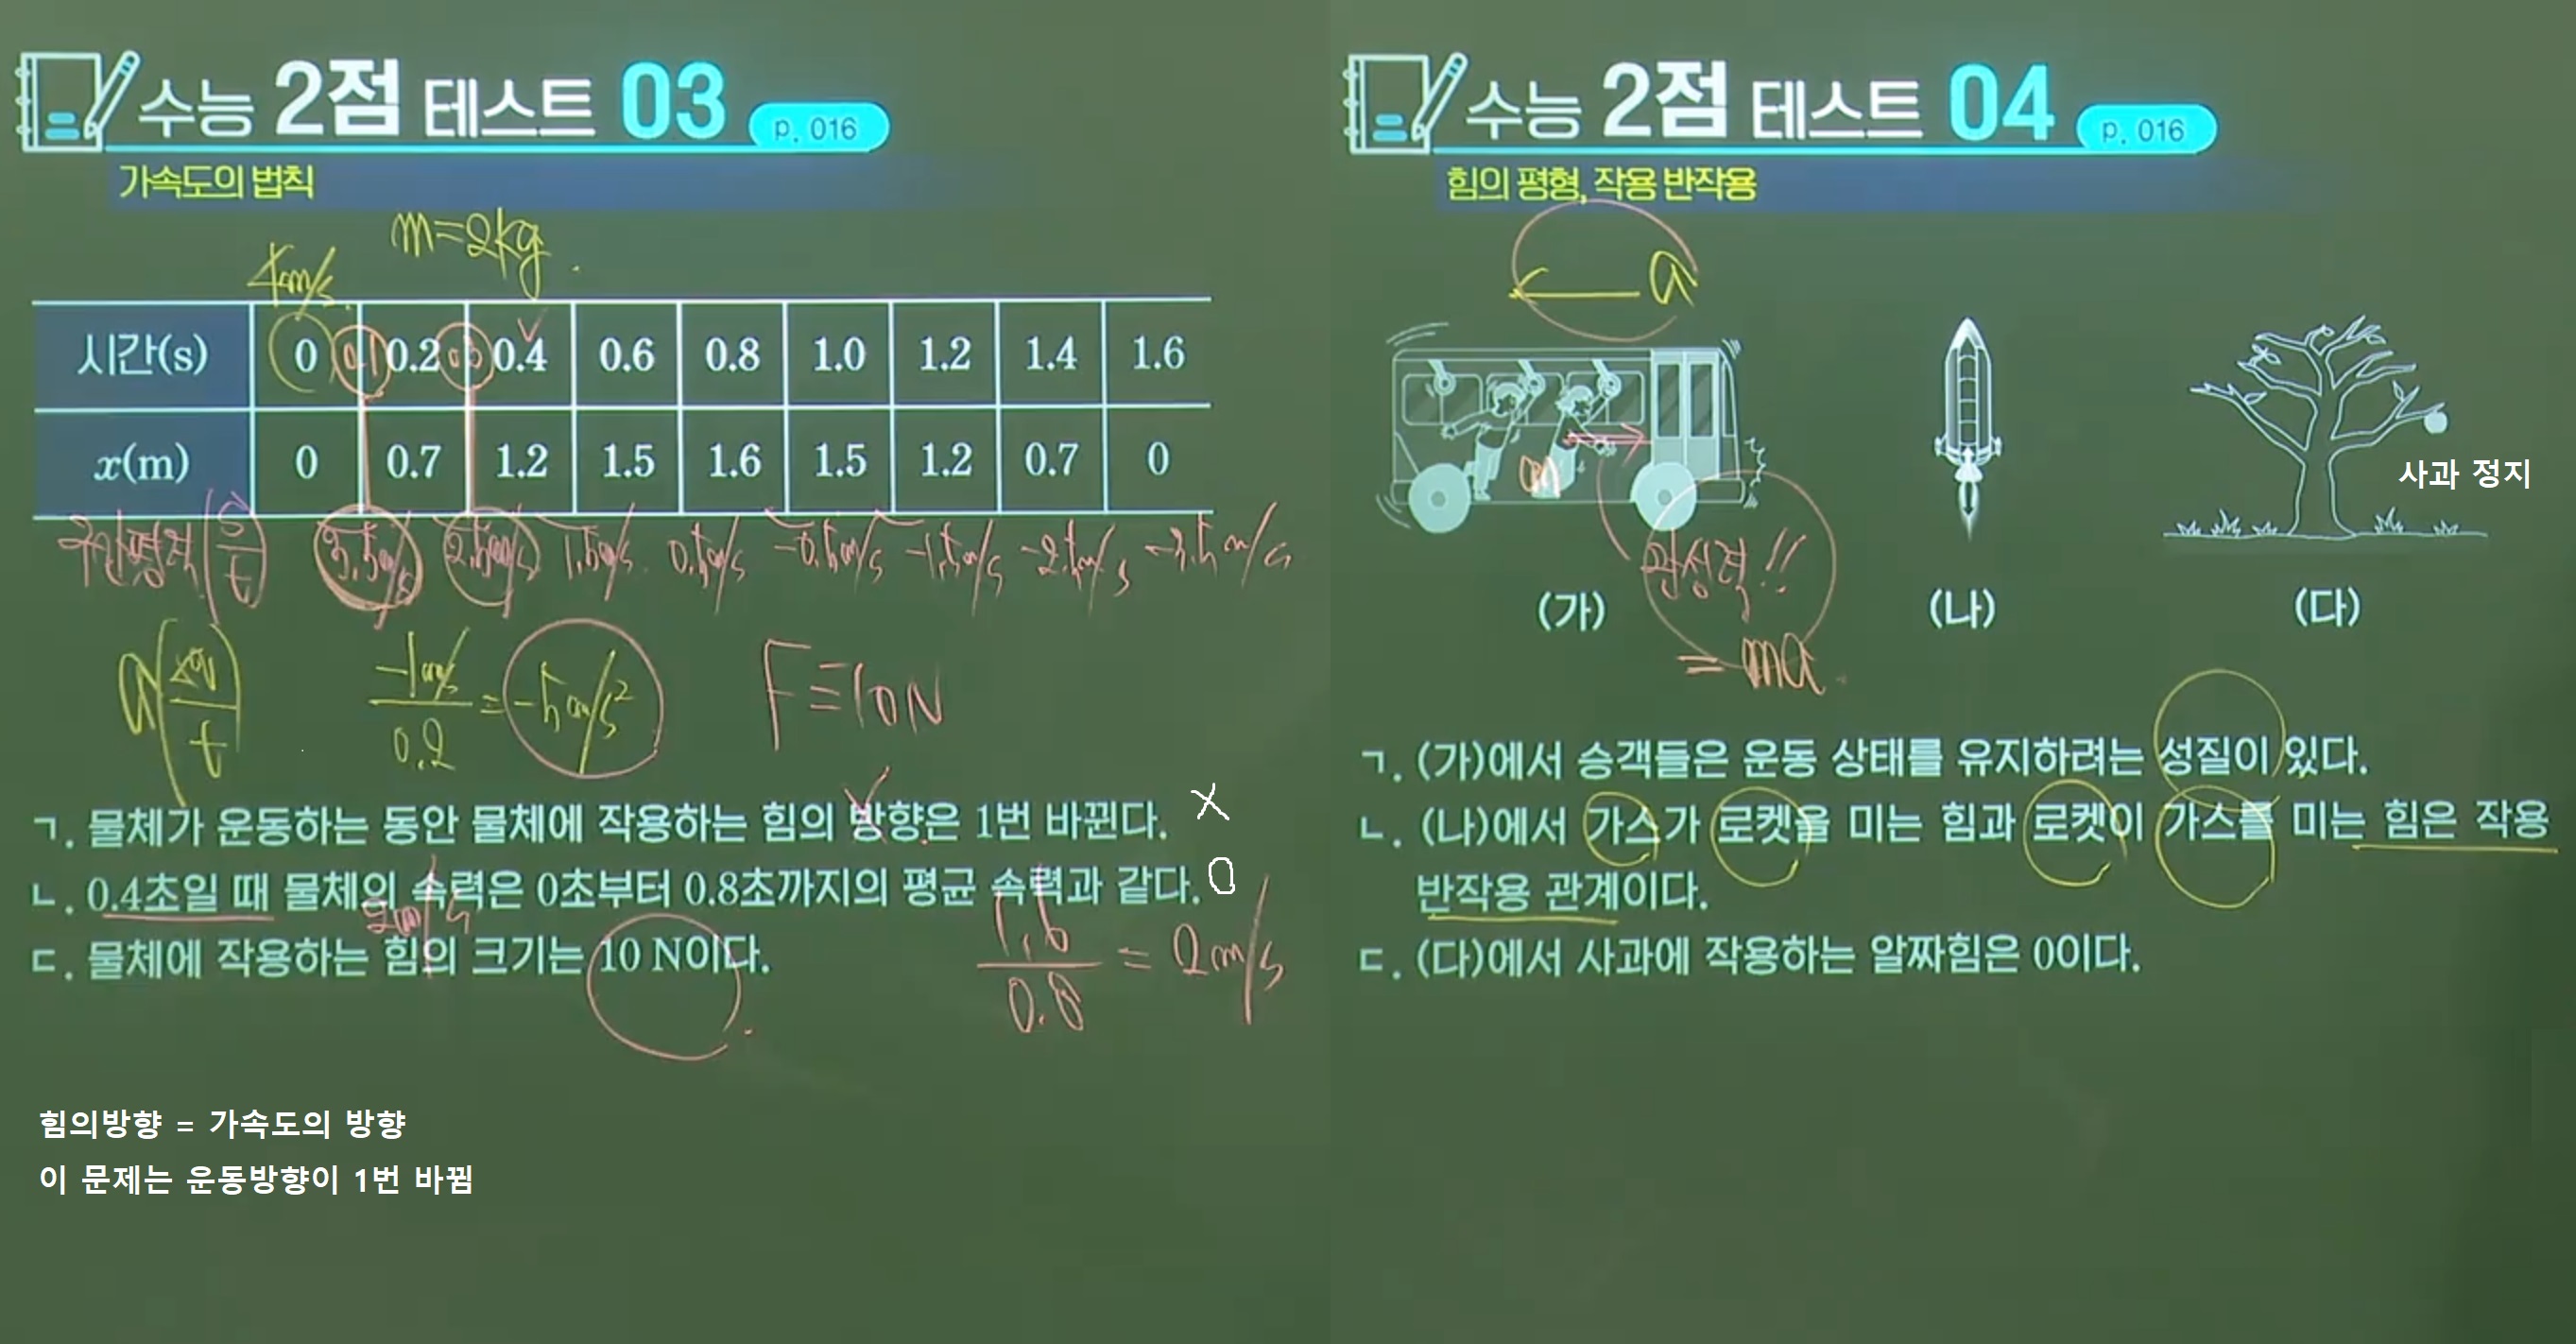 수능 2점 테스트 03 p. 016
가속도의 법칙
m=2kg.
4m/s
시간(s) 0 0.1 0.2 0.3 0.4 0.6 0.8 1.0 1.2 1.4 1.6
x(m) 0 0.7 1.2 1.5 1.6 1.5 1.2 0.7 0
구간평균(s/t) 3.5m/s 2.5m/s 1.5m/s 0.5m/s -0.5m/s -1.5m/s -2.5m/s -3.5m/s
a(Δv/t) -1m/s/0.2 = -5m/s² F=10N
ㄱ. 물체가 운동하는 동안 물체에 작용하는 힘의 방향은 1번 바뀐다. X
ㄴ. 0.4초일 때 물체의 속력은 0초부터 0.8초까지의 평균 속력과 같다. O
2m/s
ㄷ. 물체에 작용하는 힘의 크기는 10 N이다.
1.6/0.8 = 2m/s
힘의방향 = 가속도의 방향
이 문제는 운동방향이 1번 바뀜
수능 2점 테스트 04 p. 016
힘의 평형, 작용 반작용
a
m
사과 정지
관성력!!
= ma.
(가) (나) (다)
ㄱ. (가)에서 승객들은 운동 상태를 유지하려는 성질이 있다.
ㄴ. (나)에서 가스가 로켓을 미는 힘과 로켓이 가스를 미는 힘은 작용
반작용 관계이다.
ㄷ. (다)에서 사과에 작용하는 알짜힘은 0이다.